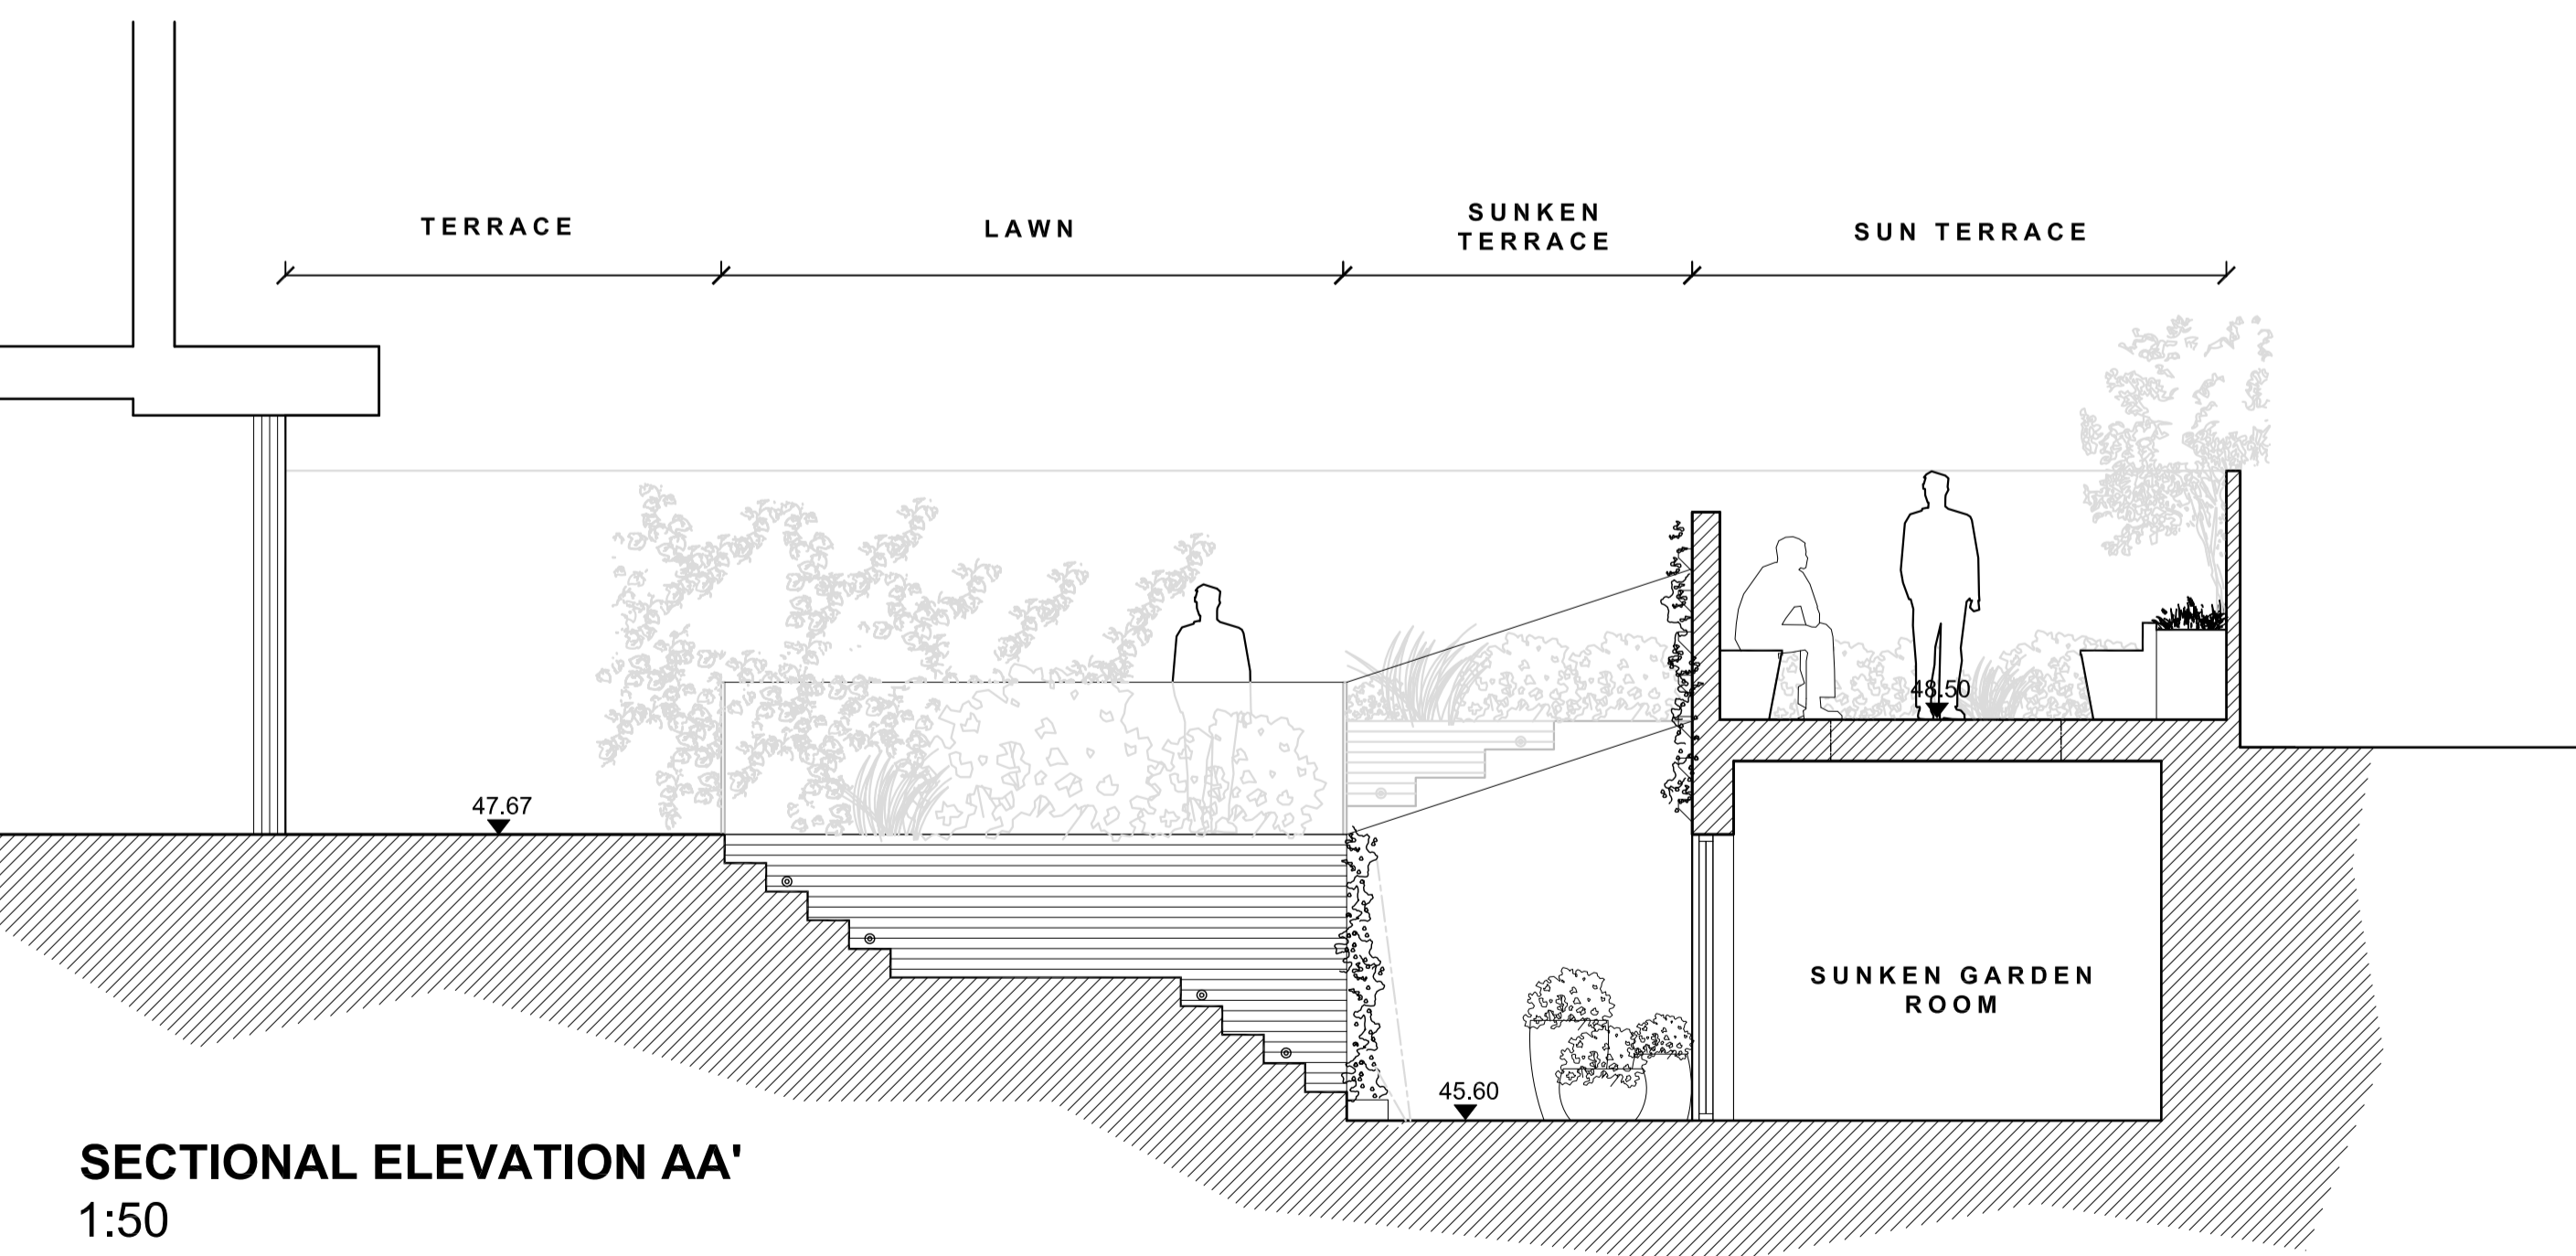 TERRACE
LAWN
SUNKEN
TERRACE
SUN TERRACE
48.50
47.67
SUNKEN GARDEN
ROOM
45.60
SECTIONAL ELEVATION AA'
1:50